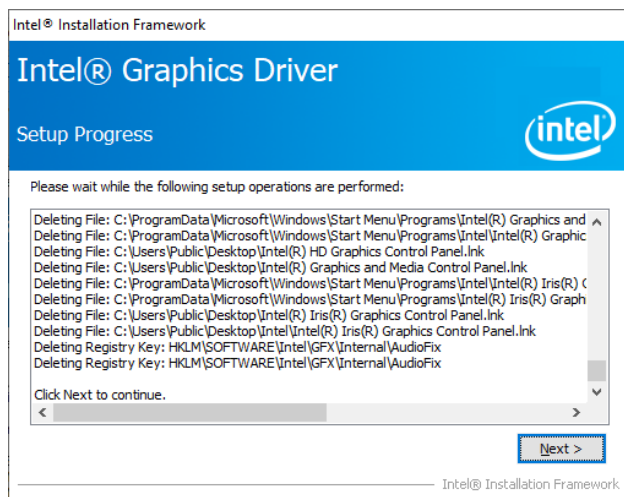 Intel® Installation Framework
Intel® Graphics Driver
Setup Progress
intel
Please wait while the following setup operations are performed:
Deleting File: C:\ProgramData\Microsoft\Windows\Start Menu\Programs\Intel(R) Graphics and
Deleting File: C:\ProgramData\Microsoft\Windows\Start Menu\Programs\Intel\Intel(R) Graphic
Deleting File: C:\Users\Public\Desktop\Intel(R) HD Graphics Control Panel.lnk
Deleting File: C:\Users\Public\Desktop\Intel(R) Graphics and Media Control Panel.lnk
Deleting File: C:\ProgramData\Microsoft\Windows\Start Menu\Programs\Intel\Intel(R) Iris(R) G
Deleting File: C:\ProgramData\Microsoft\Windows\Start Menu\Programs\Intel(R) Iris(R) Graph
Deleting File: C:\Users\Public\Desktop\Intel(R) Iris(R) Graphics Control Panel.lnk
Deleting File: C:\Users\Public\Desktop\Intel\Intel(R) Iris(R) Graphics Control Panel.lnk
Deleting Registry Key: HKLM\SOFTWARE\Intel\GFX\Internal\AudioFix
Deleting Registry Key: HKLM\SOFTWARE\Intel\GFX\Internal\AudioFix
Click Next to continue.
Next >
Intel® Installation Framework